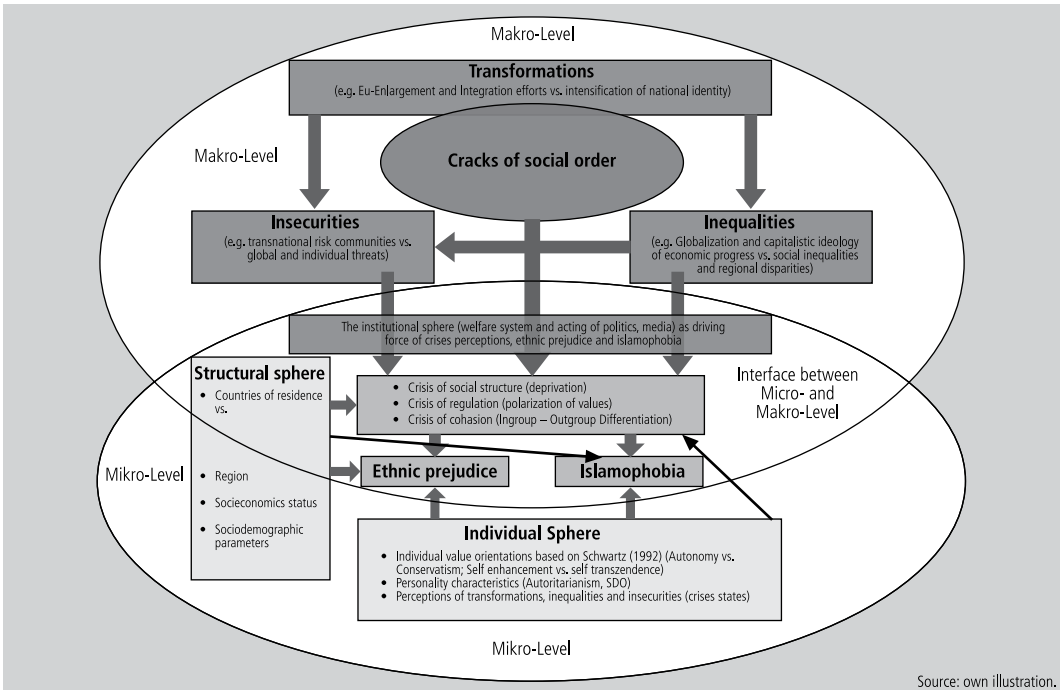 Makro-Level
Transformations
(e.g. Eu-Enlargement and Integration efforts vs. intensification of national identity)
Makro-Level
Cracks of social order
Insecurities
(e.g. transnational risk communities vs.
global and individual threats)
Inequalities
(e.g. Globalization and capitalistic ideology
of economic progress vs. social inequalities
and regional disparities)
The institutional sphere (welfare system and acting of politics, media) as driving
force of crises perceptions, ethnic prejudice and islamophobia
Structural sphere
• Countries of residence
vs.
• Region
• Socieconomics status
• Sociodemographic
parameters
• Crisis of social structure (deprivation)
• Crisis of regulation (polarization of values)
• Crisis of cohasion (Ingroup – Outgroup Differentiation)
Interface between
Micro- and
Makro-Level
Mikro-Level
Ethnic prejudice
Islamophobia
Individual Sphere
• Individual value orientations based on Schwartz (1992) (Autonomy vs.
Conservatism; Self enhancement vs. self transzendence)
• Personality characteristics (Autoritarianism, SDO)
• Perceptions of transformations, inequalities and insecurities (crises states)
Mikro-Level
Source: own illustration.